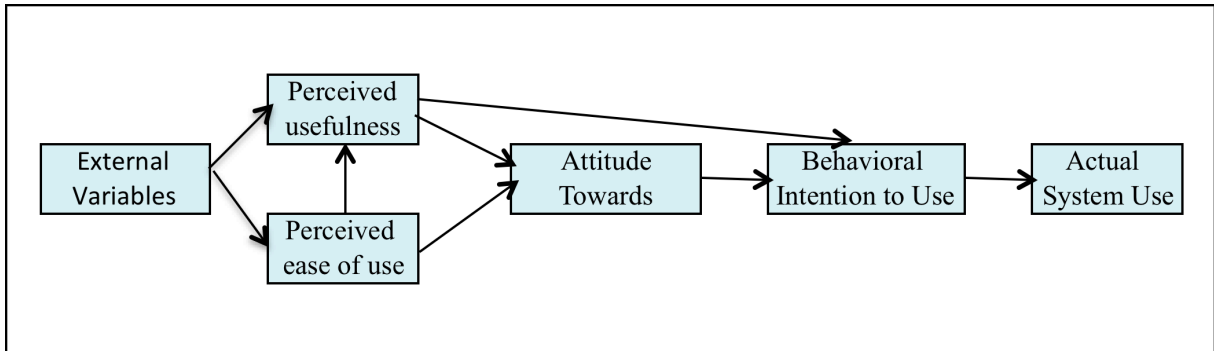 External
Variables
Perceived
usefulness
Perceived
ease of use
Attitude
Towards
Behavioral
Intention to Use
Actual
System Use